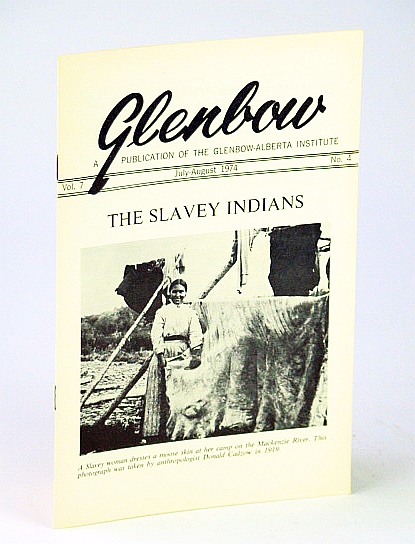 Glenbow
A PUBLICATION OF THE GLENBOW-ALBERTA INSTITUTE
Vol. 7 July-August 1974 No. 4
THE SLAVEY INDIANS
A Slavey woman dresses a moose skin at her camp on the Mackenzie River. This
photograph was taken by anthropologist Donald Cadzow in 1919.